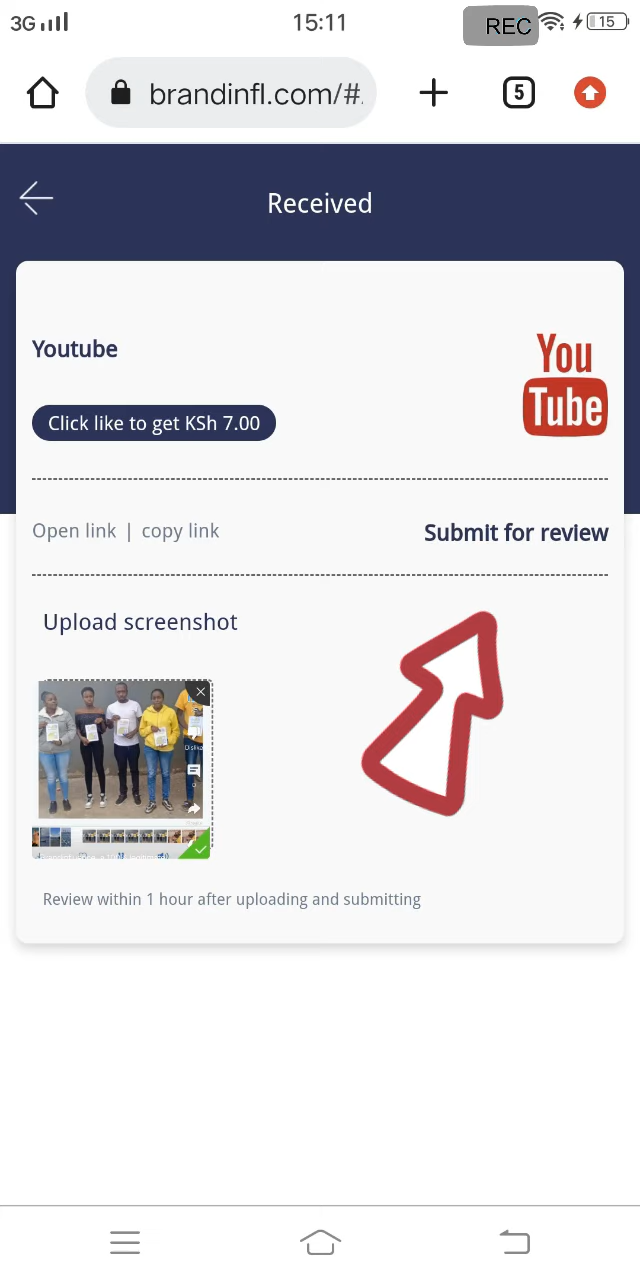 3G 15:11 REC 15
brandinfl.com/#. 5
Received
Youtube
You
Tube
Click like to get KSh 7.00
Open link | copy link Submit for review
Upload screenshot
Dislike
Review within 1 hour after uploading and submitting